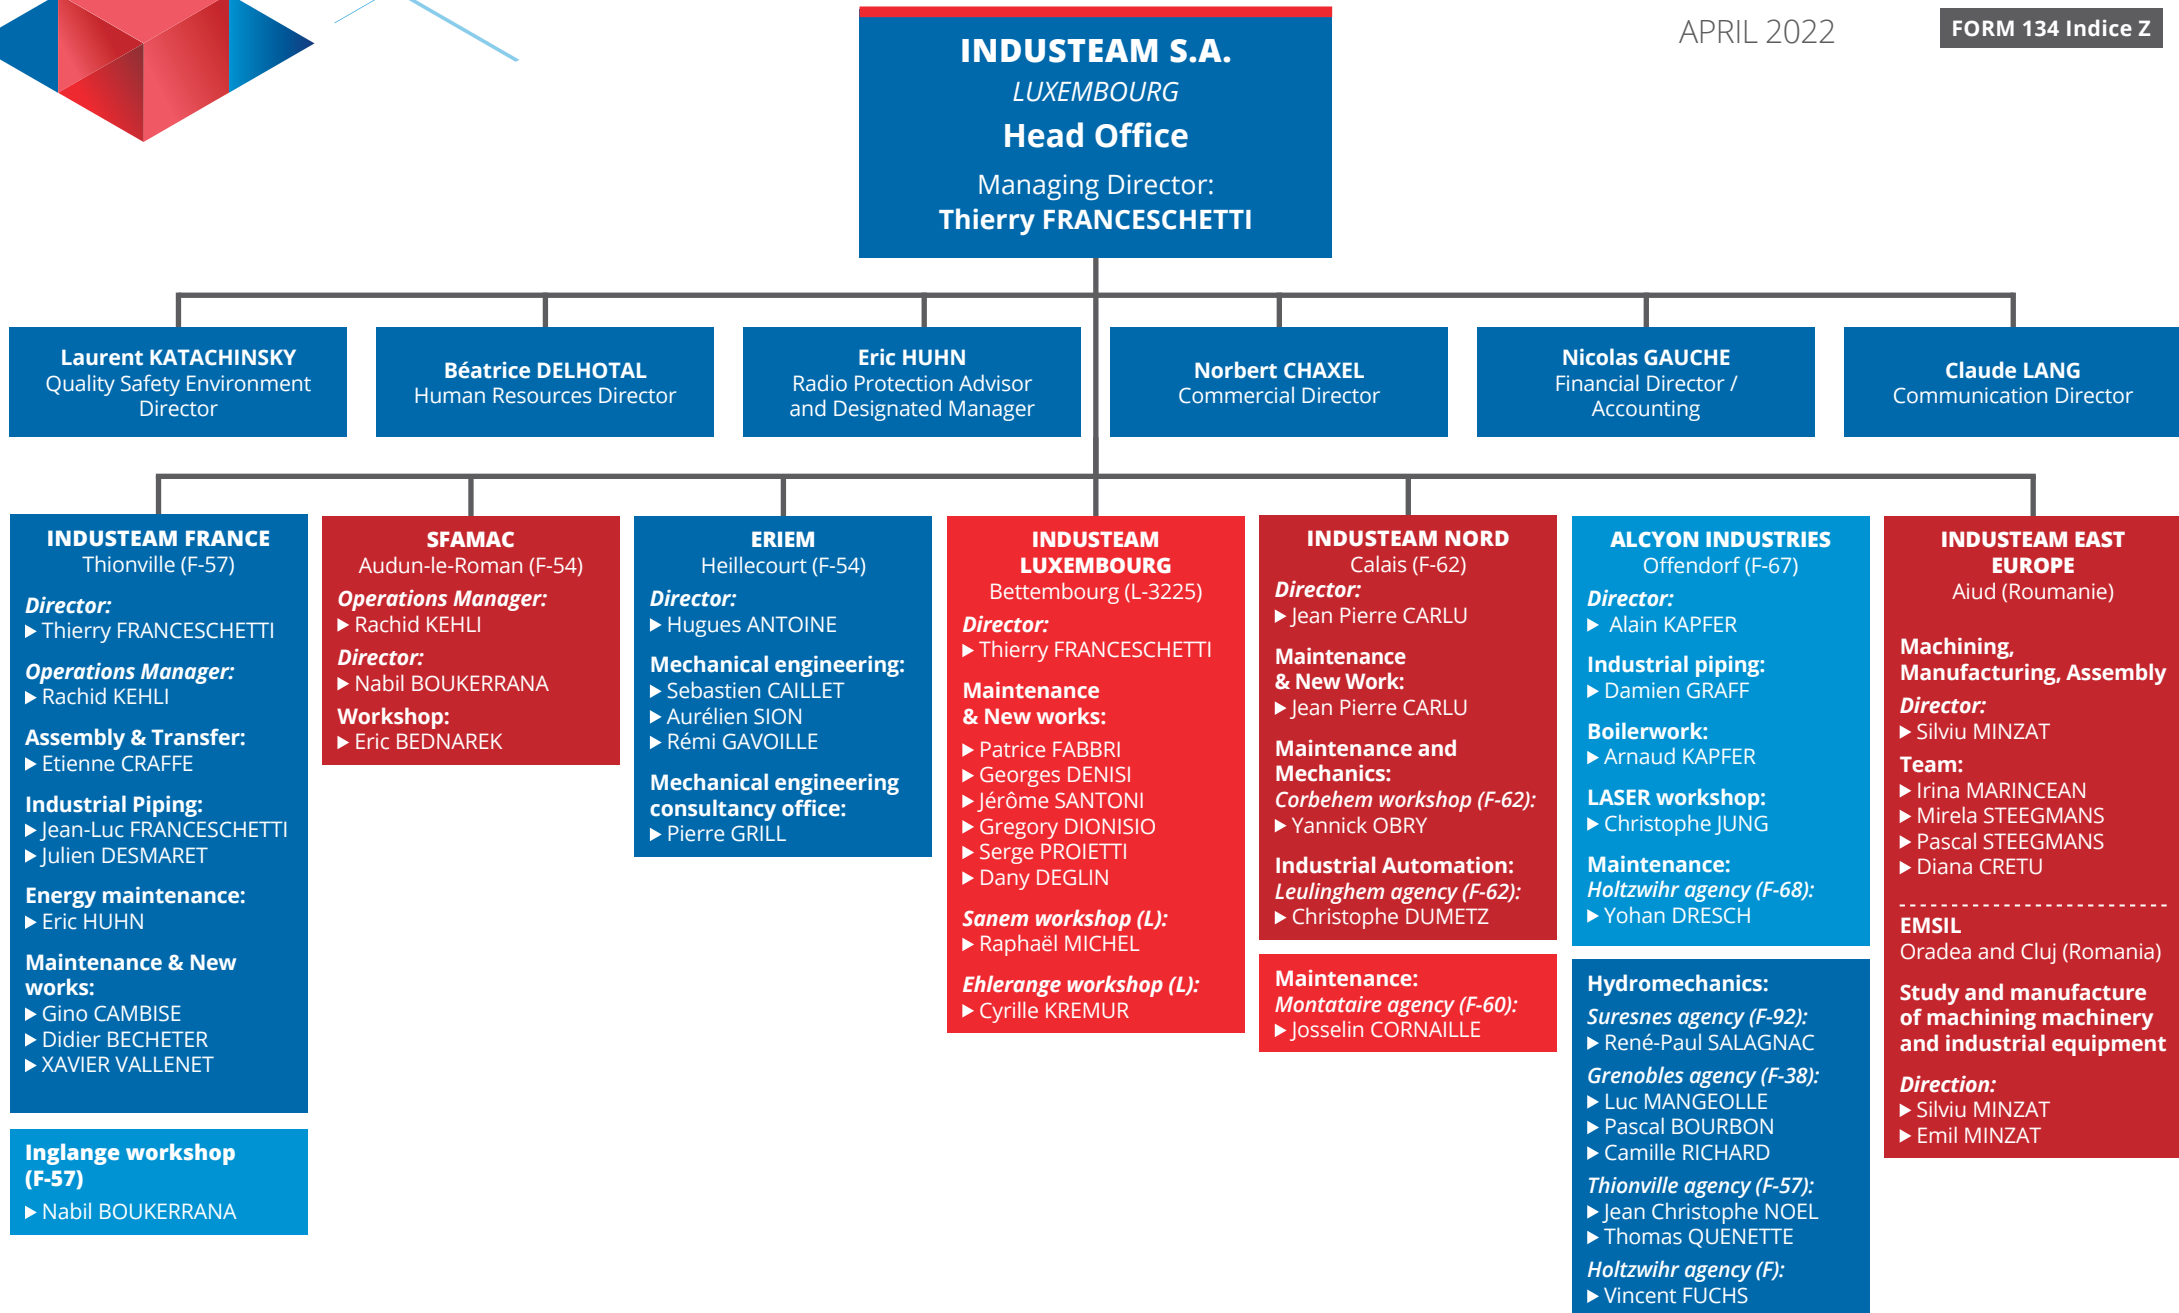 APRIL 2022
FORM 134 Indice Z
INDUSTEAM S.A.
LUXEMBOURG
Head Office
Managing Director:
Thierry FRANCESCHETTI
Laurent KATACHINSKY
Quality Safety Environment
Director
Béatrice DELHOTAL
Human Resources Director
Eric HUHN
Radio Protection Advisor
and Designated Manager
Norbert CHAXEL
Commercial Director
Nicolas GAUCHE
Financial Director /
Accounting
Claude LANG
Communication Director
INDUSTEAM FRANCE
Thionville (F-57)
Director:
▶ Thierry FRANCESCHETTI
Operations Manager:
▶ Rachid KEHLI
Assembly & Transfer:
▶ Etienne CRAFFE
Industrial Piping:
▶ Jean-Luc FRANCESCHETTI
▶ Julien DESMARET
Energy maintenance:
▶ Eric HUHN
Maintenance & New
works:
▶ Gino CAMBISE
▶ Didier BECHETER
▶ XAVIER VALLENET
Inglange workshop
(F-57)
▶ Nabil BOUKERRANA
SFAMAC
Audun-le-Roman (F-54)
Operations Manager:
▶ Rachid KEHLI
Director:
▶ Nabil BOUKERRANA
Workshop:
▶ Eric BEDNAREK
ERIEM
Heillecourt (F-54)
Director:
▶ Hugues ANTOINE
Mechanical engineering:
▶ Sebastien CAILLET
▶ Aurélien SION
▶ Rémi GAVOILLE
Mechanical engineering
consultancy office:
▶ Pierre GRILL
INDUSTEAM
LUXEMBOURG
Bettembourg (L-3225)
Director:
▶ Thierry FRANCESCHETTI
Maintenance
& New works:
▶ Patrice FABBRI
▶ Georges DENISI
▶ Jérôme SANTONI
▶ Gregory DIONISIO
▶ Serge PROIETTI
▶ Dany DEGLIN
Sanem workshop (L):
▶ Raphaël MICHEL
Ehlerange workshop (L):
▶ Cyrille KREMUR
INDUSTEAM NORD
Calais (F-62)
Director:
▶ Jean Pierre CARLU
Maintenance
& New Work:
▶ Jean Pierre CARLU
Maintenance and
Mechanics:
Corbehem workshop (F-62):
▶ Yannick OBRY
Industrial Automation:
Leulinghem agency (F-62):
▶ Christophe DUMETZ
Maintenance:
Montataire agency (F-60):
▶ Josselin CORNAILLE
ALCYON INDUSTRIES
Offendorf (F-67)
Director:
▶ Alain KAPFER
Industrial piping:
▶ Damien GRAFF
Boilerwork:
▶ Arnaud KAPFER
LASER workshop:
▶ Christophe JUNG
Maintenance:
Holtzwihr agency (F-68):
▶ Yohan DRESCH
Hydromechanics:
Suresnes agency (F-92):
▶ René-Paul SALAGNAC
Grenobles agency (F-38):
▶ Luc MANGEOLLE
▶ Pascal BOURBON
▶ Camille RICHARD
Thionville agency (F-57):
▶ Jean Christophe NOEL
▶ Thomas QUENETTE
Holtzwihr agency (F):
▶ Vincent FUCHS
INDUSTEAM EAST
EUROPE
Aiud (Roumanie)
Machining,
Manufacturing, Assembly
Director:
▶ Silviu MINZAT
Team:
▶ Irina MARINCEAN
▶ Mirela STEEGMANS
▶ Pascal STEEGMANS
▶ Diana CRETU
EMSIL
Oradea and Cluj (Romania)
Study and manufacture
of machining machinery
and industrial equipment
Direction:
▶ Silviu MINZAT
▶ Emil MINZAT